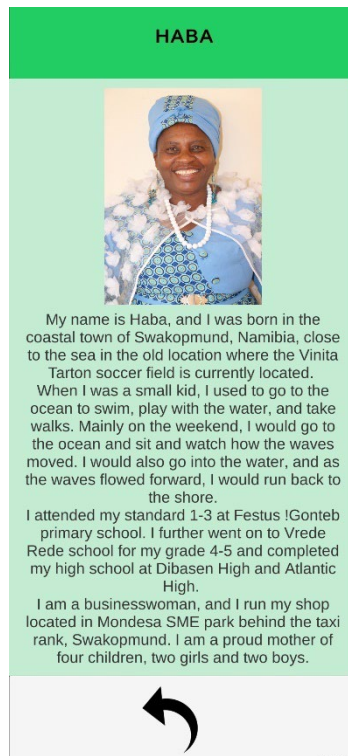 HABA
My name is Haba, and I was born in the
coastal town of Swakopmund, Namibia, close
to the sea in the old location where the Vinita
Tarton soccer field is currently located.
When I was a small kid, I used to go to the
ocean to swim, play with the water, and take
walks. Mainly on the weekend, I would go to
the ocean and sit and watch how the waves
moved. I would also go into the water, and as
the waves flowed forward, I would run back to
the shore.
I attended my standard 1-3 at Festus !Gonteb
primary school. I further went on to Vrede
Rede school for my grade 4-5 and completed
my high school at Dibasen High and Atlantic
High.
I am a businesswoman, and I run my shop
located in Mondesa SME park behind the taxi
rank, Swakopmund. I am a proud mother of
four children, two girls and two boys.